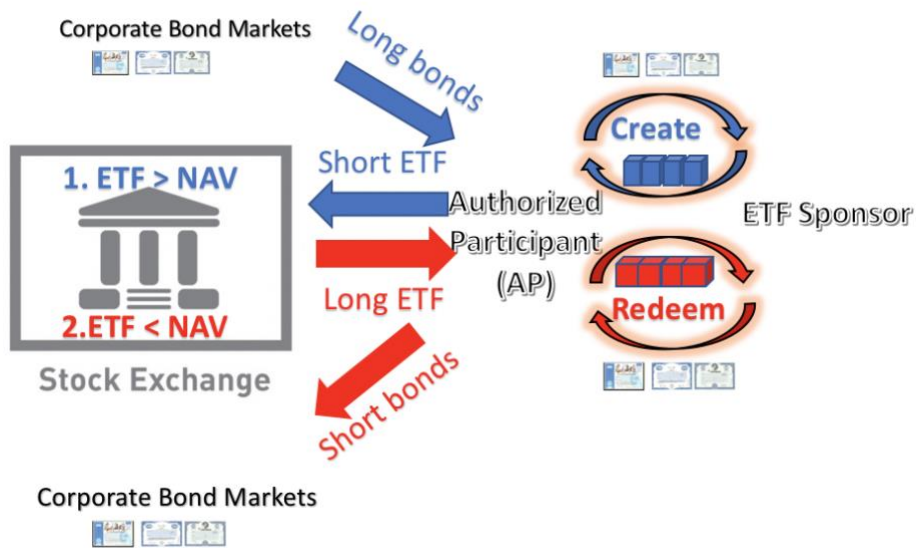 Corporate Bond Markets
Long bonds
Create
1. ETF > NAV
Short ETF
Authorized
Participant
(AP)
ETF Sponsor
Long ETF
2.ETF < NAV
Redeem
Stock Exchange
Short bonds
Corporate Bond Markets